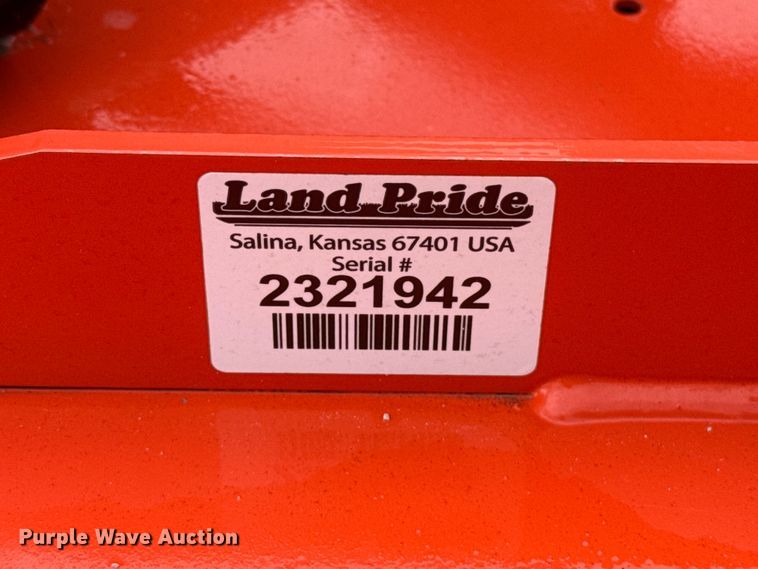 Land Pride
Salina, Kansas 67401 USA
Serial #
2321942
Purple Wave Auction